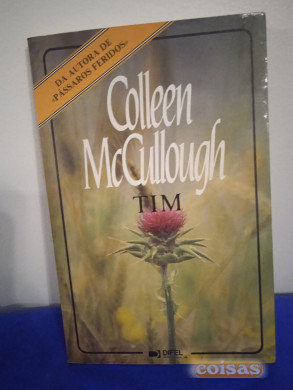 DA AUTORA DE
«PÁSSAROS FERIDOS»
Colleen
McCullough
TIM
DIFEL
coisas